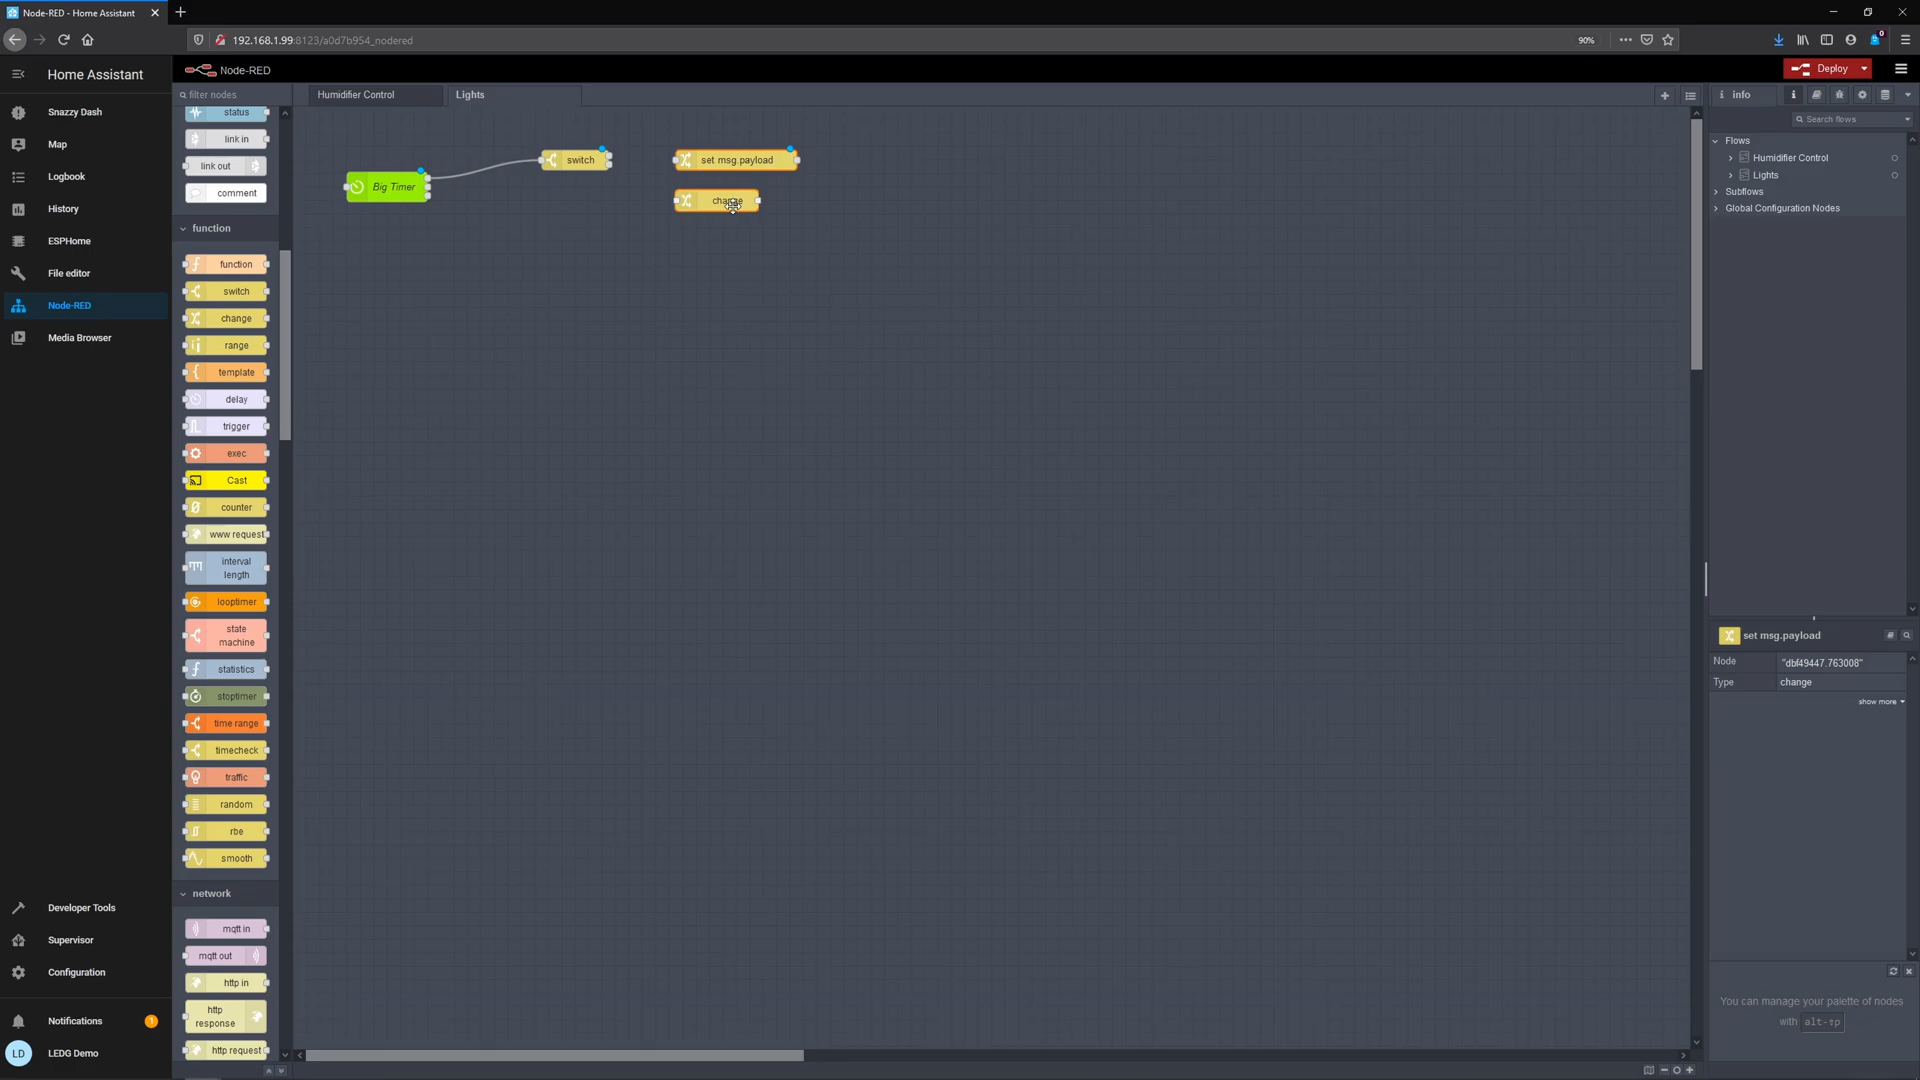 Node-RED - Home Assistant
192.168.1.99:8123/a0d7b954_nodered
90%
0
Home Assistant
Node-RED
Deploy
Snazzy Dash
Map
Logbook
History
ESPHome
File editor
Node-RED
Media Browser
Developer Tools
Supervisor
Configuration
Notifications
1
LD
LEDG Demo
filter nodes
status
link in
link out
comment
function
function
switch
change
range
template
delay
trigger
exec
Cast
counter
www request
interval
length
looptimer
state
machine
statistics
stoptimer
time range
timecheck
traffic
random
rbe
smooth
network
mqtt in
mqtt out
http in
http
response
http request
Humidifier Control
Lights
Big Timer
switch
set msg.payload
change
info
Search flows
Flows
Humidifier Control
Lights
Subflows
Global Configuration Nodes
set msg.payload
Node
"dbf49447.763008"
Type
change
show more
You can manage your palette of nodes
with alt-⇧p